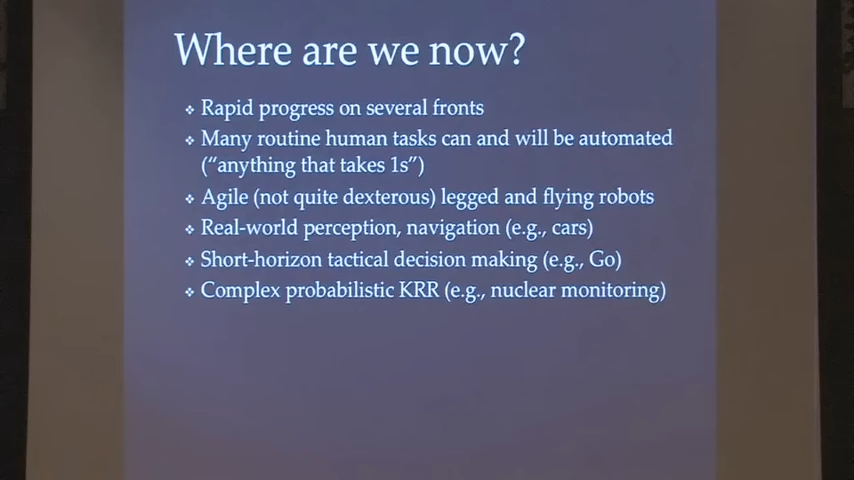 Where are we now?
❖ Rapid progress on several fronts
❖ Many routine human tasks can and will be automated
(“anything that takes 1s”)
❖ Agile (not quite dexterous) legged and flying robots
❖ Real-world perception, navigation (e.g., cars)
❖ Short-horizon tactical decision making (e.g., Go)
❖ Complex probabilistic KRR (e.g., nuclear monitoring)